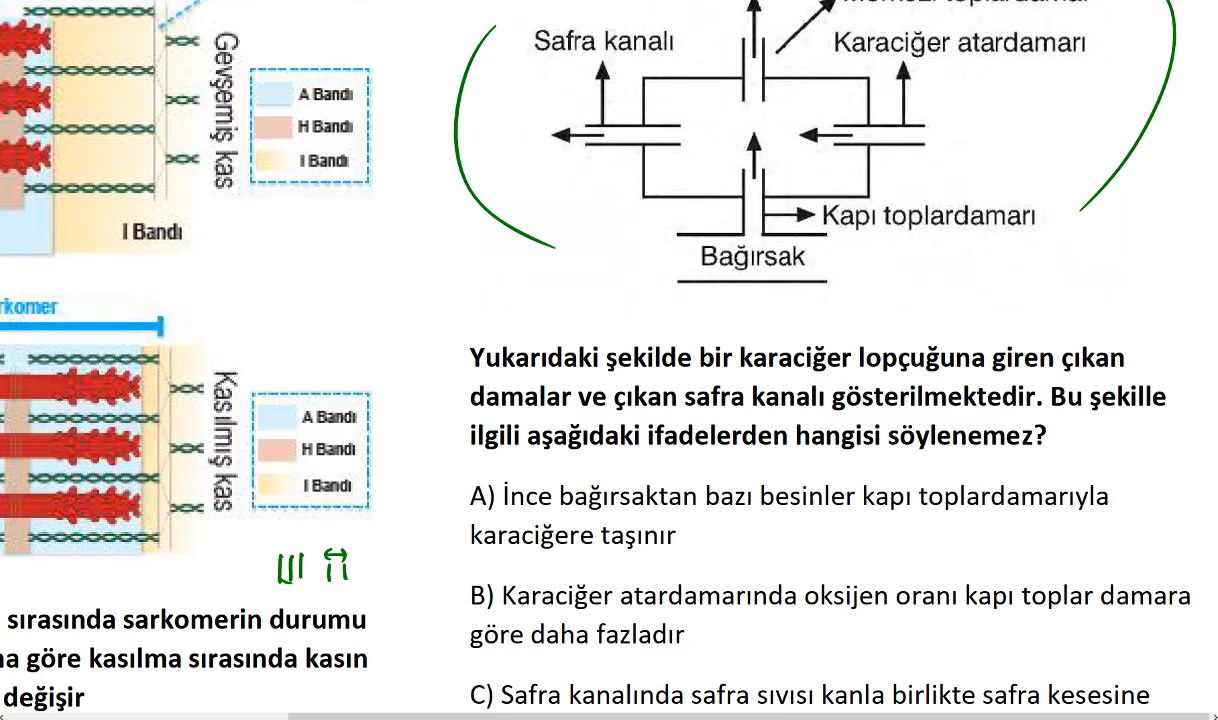 Gevşemiş kas
A Bandı
H Bandı
I Bandı
I Bandı
rkomer
Kasılmış kas
A Bandı
H Bandı
I Bandı
sırasında sarkomerin durumu
na göre kasılma sırasında kasın
değişir
Merkezi toplardamar
Safra kanalı
Karaciğer atardamarı
Kapı toplardamarı
Bağırsak
Yukarıdaki şekilde bir karaciğer lopçuğuna giren çıkan
damalar ve çıkan safra kanalı gösterilmektedir. Bu şekille
ilgili aşağıdaki ifadelerden hangisi söylenemez?
A) İnce bağırsaktan bazı besinler kapı toplardamarıyla
karaciğere taşınır
B) Karaciğer atardamarında oksijen oranı kapı toplar damara
göre daha fazladır
C) Safra kanalında safra sıvısı kanla birlikte safra kesesine